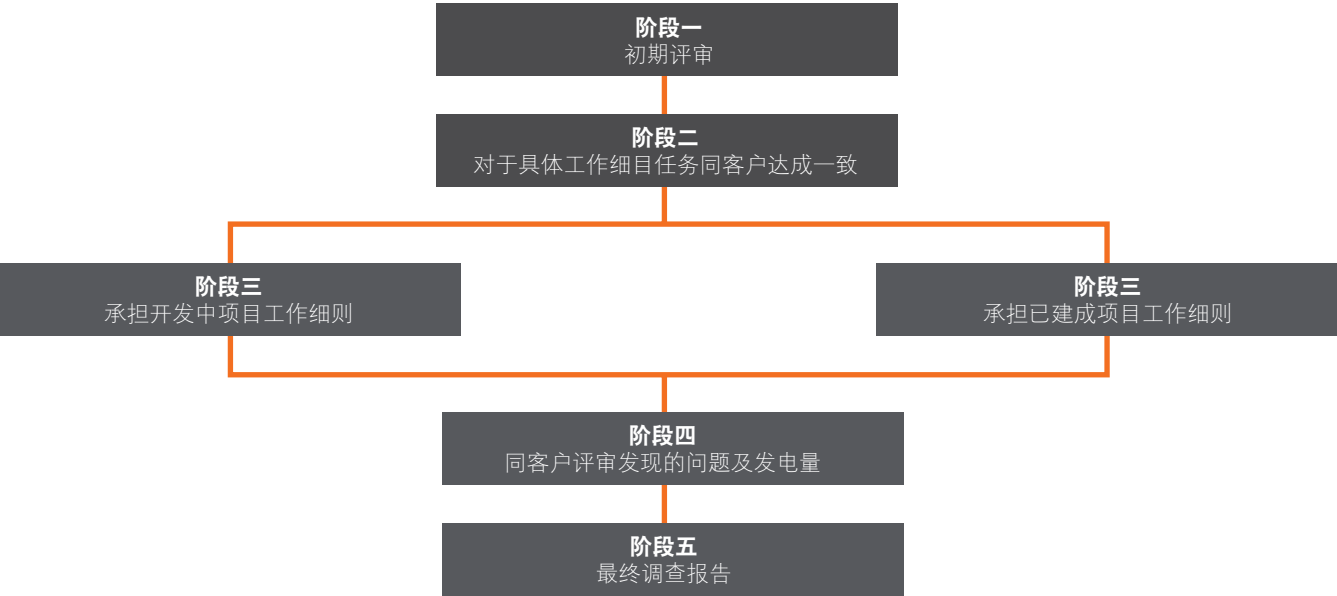 阶段一
初期评审
阶段二
对于具体工作细目任务同客户达成一致
阶段三
承担开发中项目工作细则
阶段三
承担已建成项目工作细则
阶段四
同客户评审发现的问题及发电量
阶段五
最终调查报告